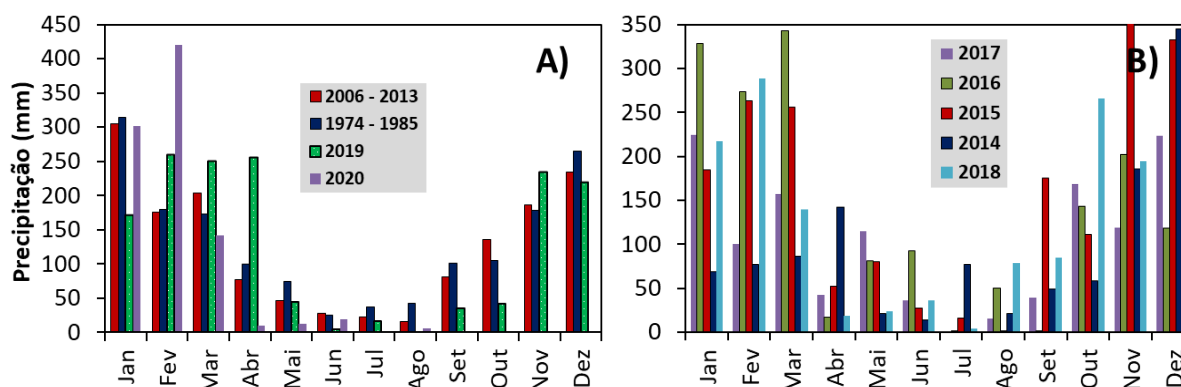 Precipitação (mm)
450
400
350
300
250
200
150
100
50
0
A)
2006 - 2013
1974 - 1985
2019
2020
Jan
Fev
Mar
Abr
Mai
Jun
Jul
Ago
Set
Out
Nov
Dez
350
300
250
200
150
100
50
0
B)
2017
2016
2015
2014
2018
Jan
Fev
Mar
Abr
Mai
Jun
Jul
Ago
Set
Out
Nov
Dez